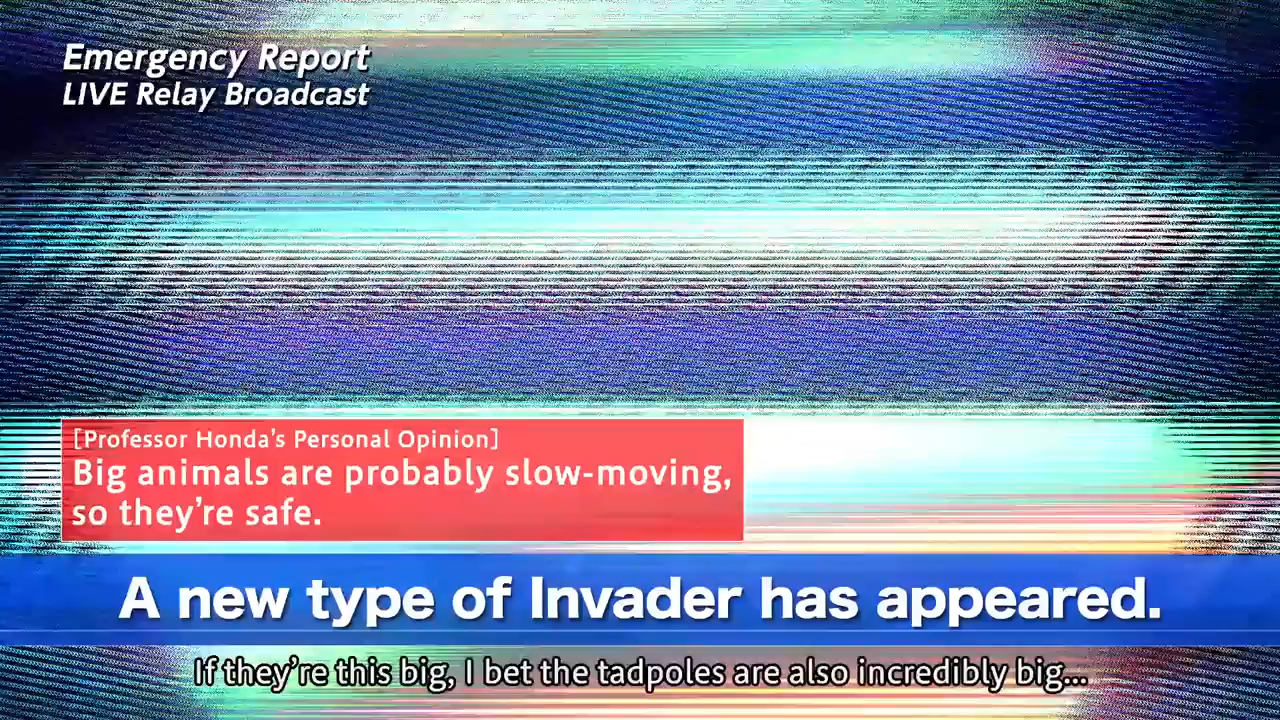 Emergency Report
LIVE Relay Broadcast
[Professor Honda's Personal Opinion]
Big animals are probably slow-moving,
so they're safe.
A new type of Invader has appeared.
If they're this big, I bet the tadpoles are also incredibly big...